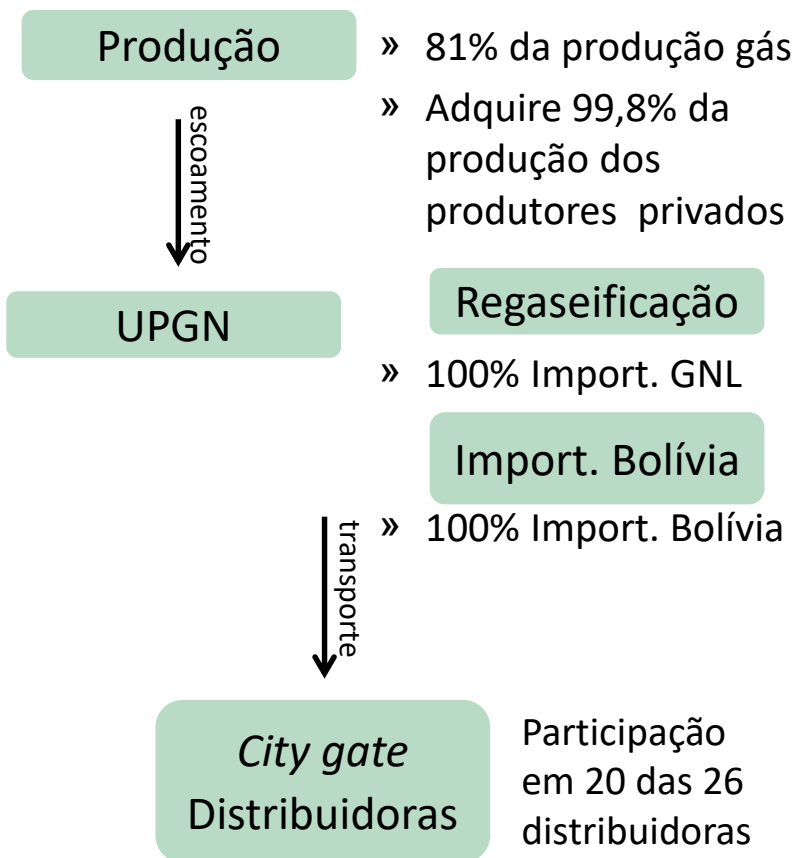 Produção
» 81% da produção gás
» Adquire 99,8% da
produção dos
produtores privados
escoamento
UPGN
Regaseificação
» 100% Import. GNL
Import. Bolívia
» 100% Import. Bolívia
transporte
City gate
Distribuidoras
Participação
em 20 das 26
distribuidoras